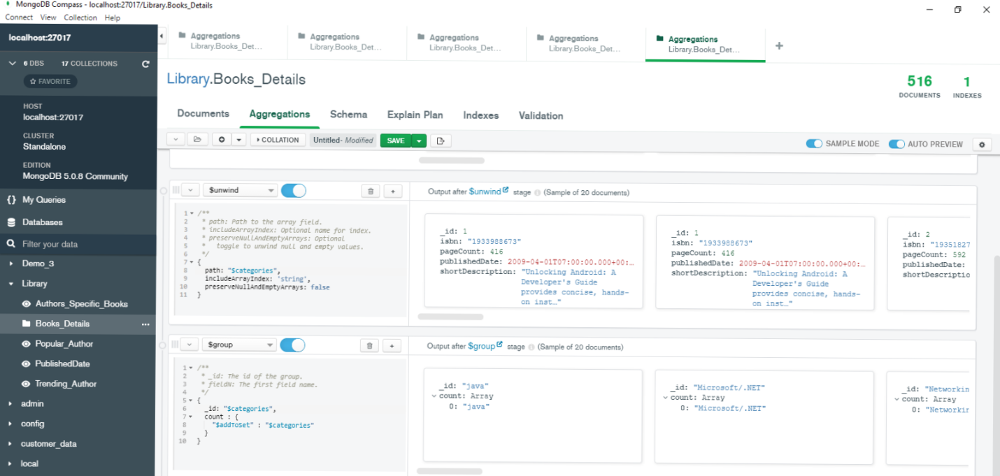 MongoDB Compass - localhost:27017/Library.Books_Details
Connect View Collection Help
localhost:27017
6 DBS 17 COLLECTIONS
FAVORITE
HOST
localhost:27017
CLUSTER
Standalone
EDITION
MongoDB 5.0.8 Community
{} My Queries
Databases
Filter your data
Demo_3
Library
Authors_Specific_Books
Books_Details ...
Popular_Author
PublishedDate
Trending_Author
admin
config
customer_data
local
Aggregations
Library.Books_Det...
Aggregations
Library.Books_Det...
Aggregations
Library.Books_Det...
Aggregations
Library.Books_Det...
Aggregations
Library.Books_Det...
Library.Books_Details
516
DOCUMENTS
1
INDEXES
Documents Aggregations Schema Explain Plan Indexes Validation
COLLATION Untitled- Modified SAVE SAMPLE MODE AUTO PREVIEW
$unwind
1 /**
2 * path: Path to the array field.
3 * includeArrayIndex: Optional name for index.
4 * preserveNullAndEmptyArrays: Optional
5 toggle to unwind null and empty values.
6 */
7 {
8 path: "$categories",
9 includeArrayIndex: 'string',
10 preserveNullAndEmptyArrays: false
11 }
Output after $unwind stage (Sample of 20 documents)
_id: 1
isbn: "1933988673"
pageCount: 416
publishedDate: 2009-04-01T07:00:00.000+00:...
shortDescription: "Unlocking Android: A
Developer's Guide
provides concise, hands-
on inst..."
_id: 1
isbn: "1933988673"
pageCount: 416
publishedDate: 2009-04-01T07:00:00.000+00:...
shortDescription: "Unlocking Android: A
Developer's Guide
provides concise, hands-
on inst..."
_id: 2
isbn: "19351827
pageCount: 592
publishedDate:
shortDescriptio
$group
1 /**
2 * _id: The id of the group.
3 * fieldN: The first field name.
4 */
5 {
6 _id: "$categories",
7 count : {
8 "$addToSet" : "$categories"
9 }
10 }
Output after $group stage (Sample of 20 documents)
_id: "java"
count: Array
0: "java"
_id: "Microsoft/.NET"
count: Array
0: "Microsoft/.NET"
_id: "Networkin
count: Array
0: "Networkin